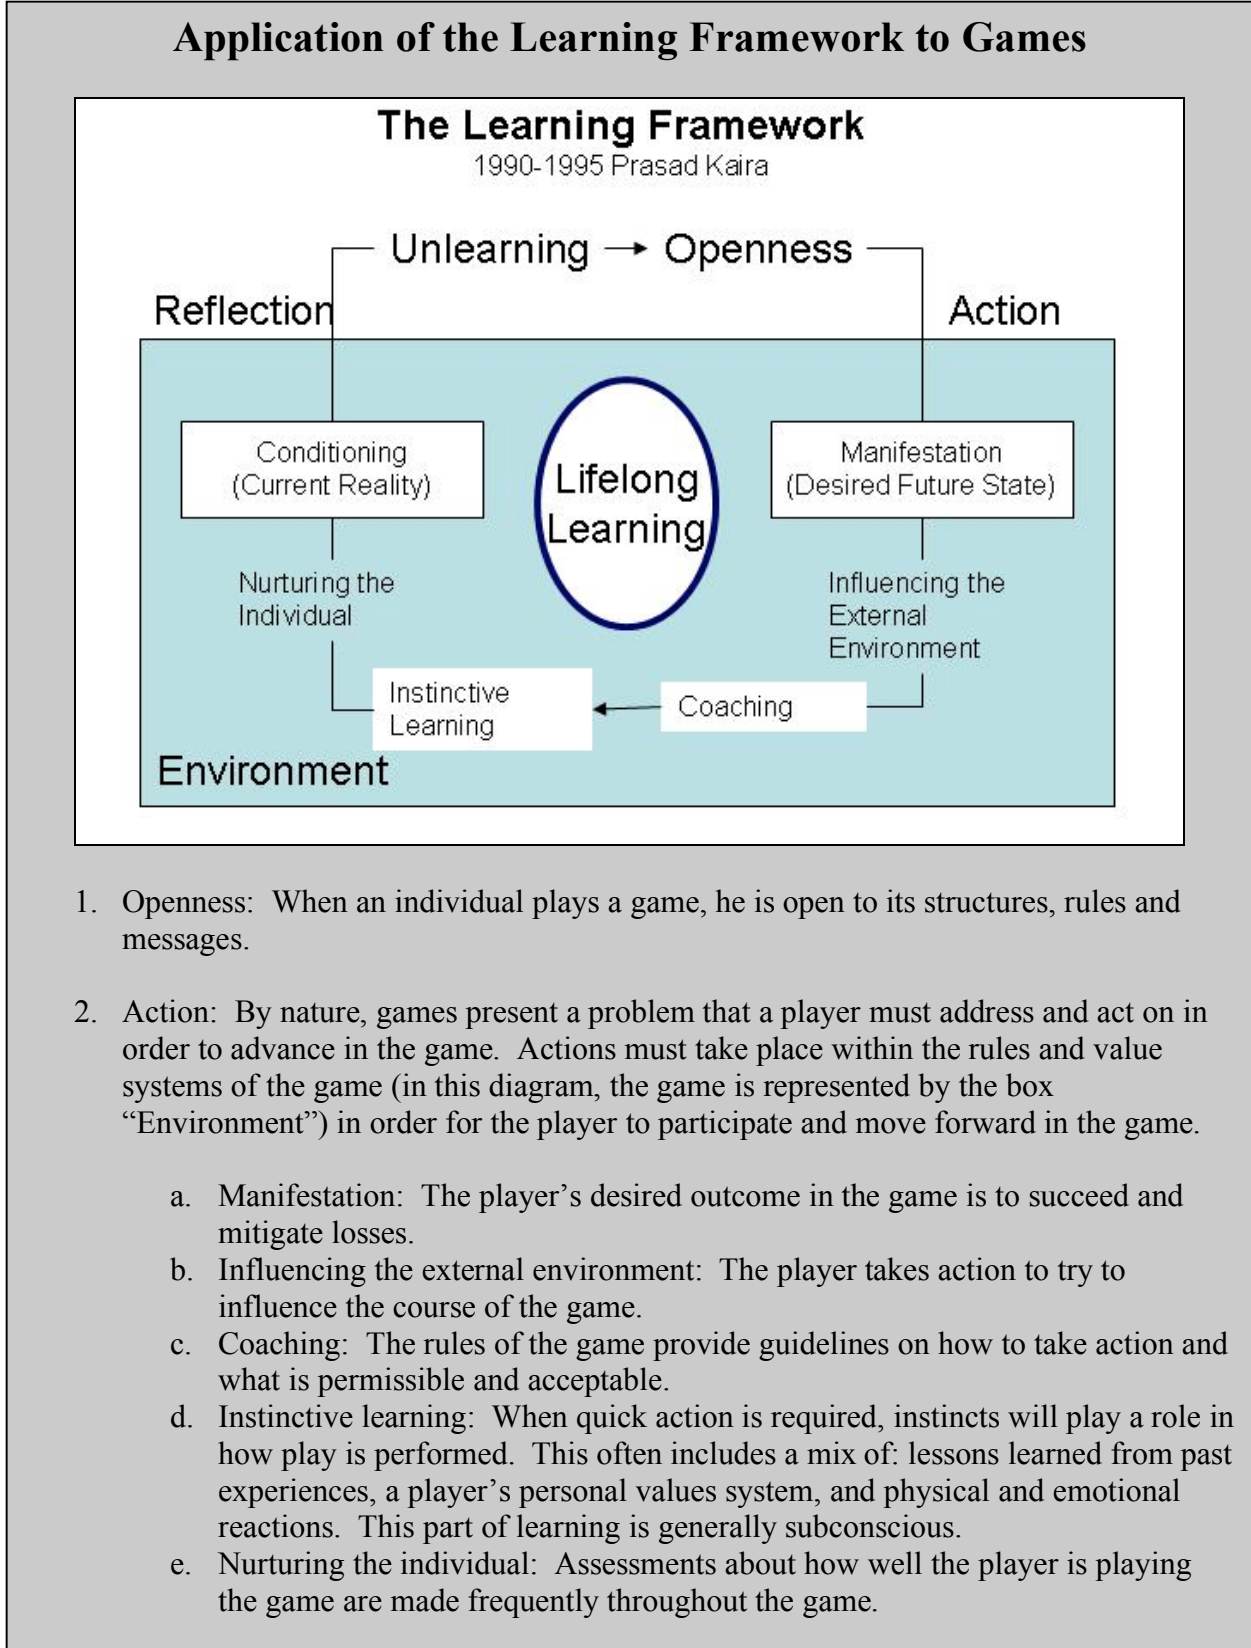 Application of the Learning Framework to Games
The Learning Framework
1990-1995 Prasad Kaira
Unlearning
Openness
Reflection
Action
Conditioning
(Current Reality)
Lifelong
Learning
Manifestation
(Desired Future State)
Nurturing the
Individual
Influencing the
External
Environment
Instinctive
Learning
Coaching
Environment
1. Openness: When an individual plays a game, he is open to its structures, rules and
messages.
2. Action: By nature, games present a problem that a player must address and act on in
order to advance in the game. Actions must take place within the rules and value
systems of the game (in this diagram, the game is represented by the box
“Environment”) in order for the player to participate and move forward in the game.
a. Manifestation: The player’s desired outcome in the game is to succeed and
mitigate losses.
b. Influencing the external environment: The player takes action to try to
influence the course of the game.
c. Coaching: The rules of the game provide guidelines on how to take action and
what is permissible and acceptable.
d. Instinctive learning: When quick action is required, instincts will play a role in
how play is performed. This often includes a mix of: lessons learned from past
experiences, a player’s personal values system, and physical and emotional
reactions. This part of learning is generally subconscious.
e. Nurturing the individual: Assessments about how well the player is playing
the game are made frequently throughout the game.